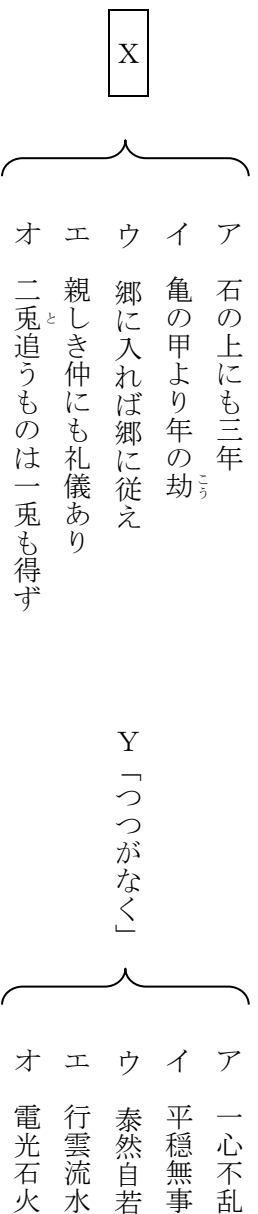 X
ア 石の上にも三年
イ 亀の甲より年の劫
こう
ウ 郷に入れば郷に従え
エ 親しき仲にも礼儀あり
オ 二兎追うものは一兎も得ず
と
Y「つつがなく」
ア 一心不乱
イ 平穏無事
ウ 泰然自若
エ 行雲流水
オ 電光石火